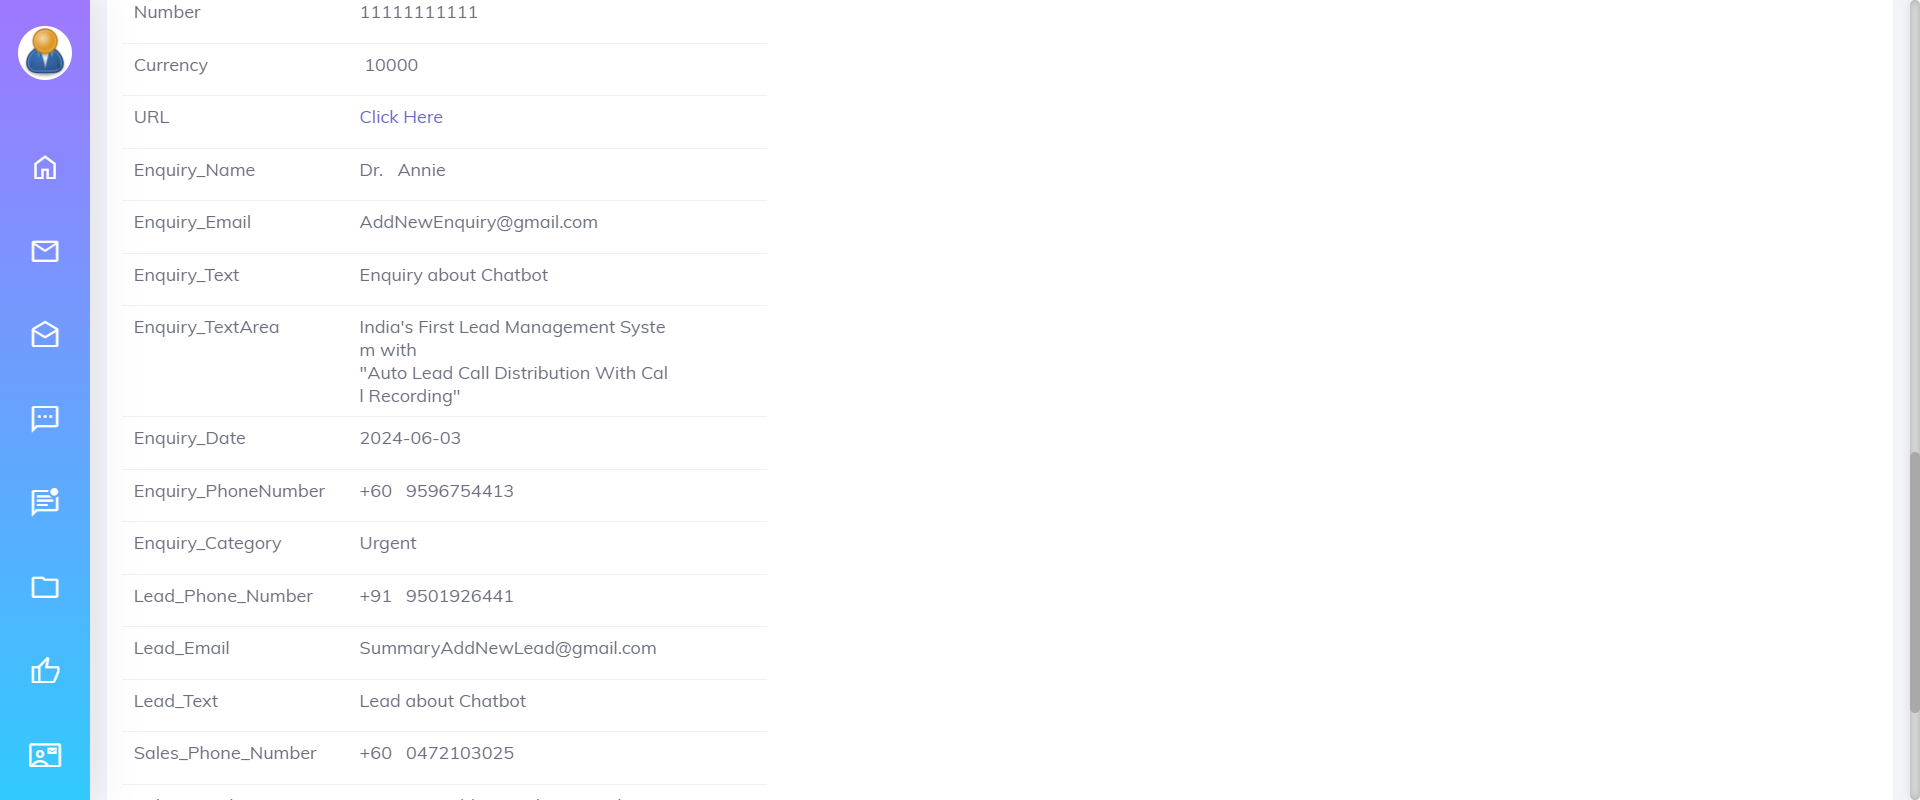 Number 11111111111
Currency 10000
URL Click Here
Enquiry_Name Dr. Annie
Enquiry_Email AddNewEnquiry@gmail.com
Enquiry_Text Enquiry about Chatbot
Enquiry_TextArea India's First Lead Management Syste
m with
"Auto Lead Call Distribution With Cal
l Recording"
Enquiry_Date 2024-06-03
Enquiry_PhoneNumber +60 9596754413
Enquiry_Category Urgent
Lead_Phone_Number +91 9501926441
Lead_Email SummaryAddNewLead@gmail.com
Lead_Text Lead about Chatbot
Sales_Phone_Number +60 0472103025